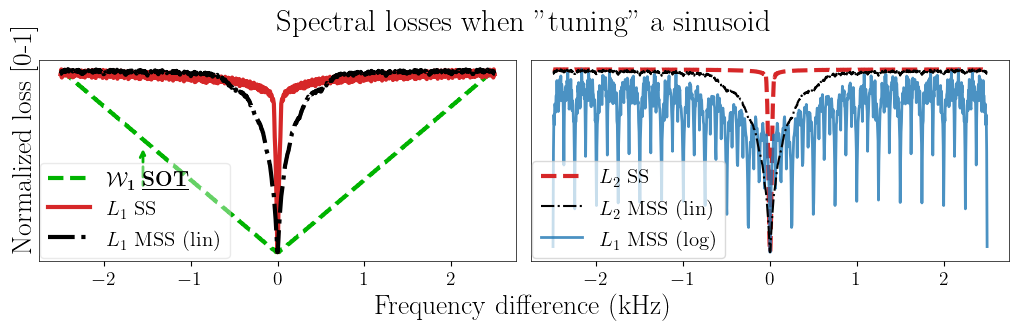 Spectral losses when ”tuning” a sinusoid
Normalized loss [0-1]
𝒲₁ SOT
L₁ SS
L₁ MSS (lin)
−2 −1 0 1 2
L₂ SS
L₂ MSS (lin)
L₁ MSS (log)
−2 −1 0 1 2
Frequency difference (kHz)